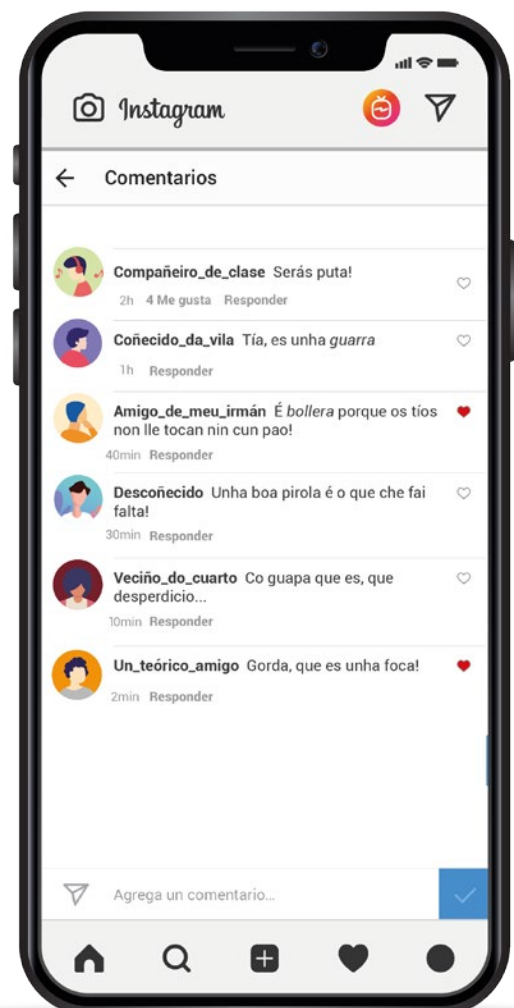 Instagram
Comentarios
Compañeiro_de_clase Serás puta!
2h 4 Me gusta Responder
Coñecido_da_vila Tía, es unha guarra
1h Responder
Amigo_de_meu_irmán É bollera porque os tíos
non lle tocan nin cun pao!
40min Responder
Descoñecido Unha boa pirola é o que che fai
falta!
30min Responder
Veciño_do_cuarto Co guapa que es, que
desperdicio...
10min Responder
Un_teórico_amigo Gorda, que es unha foca!
2min Responder
Agrega un comentario...